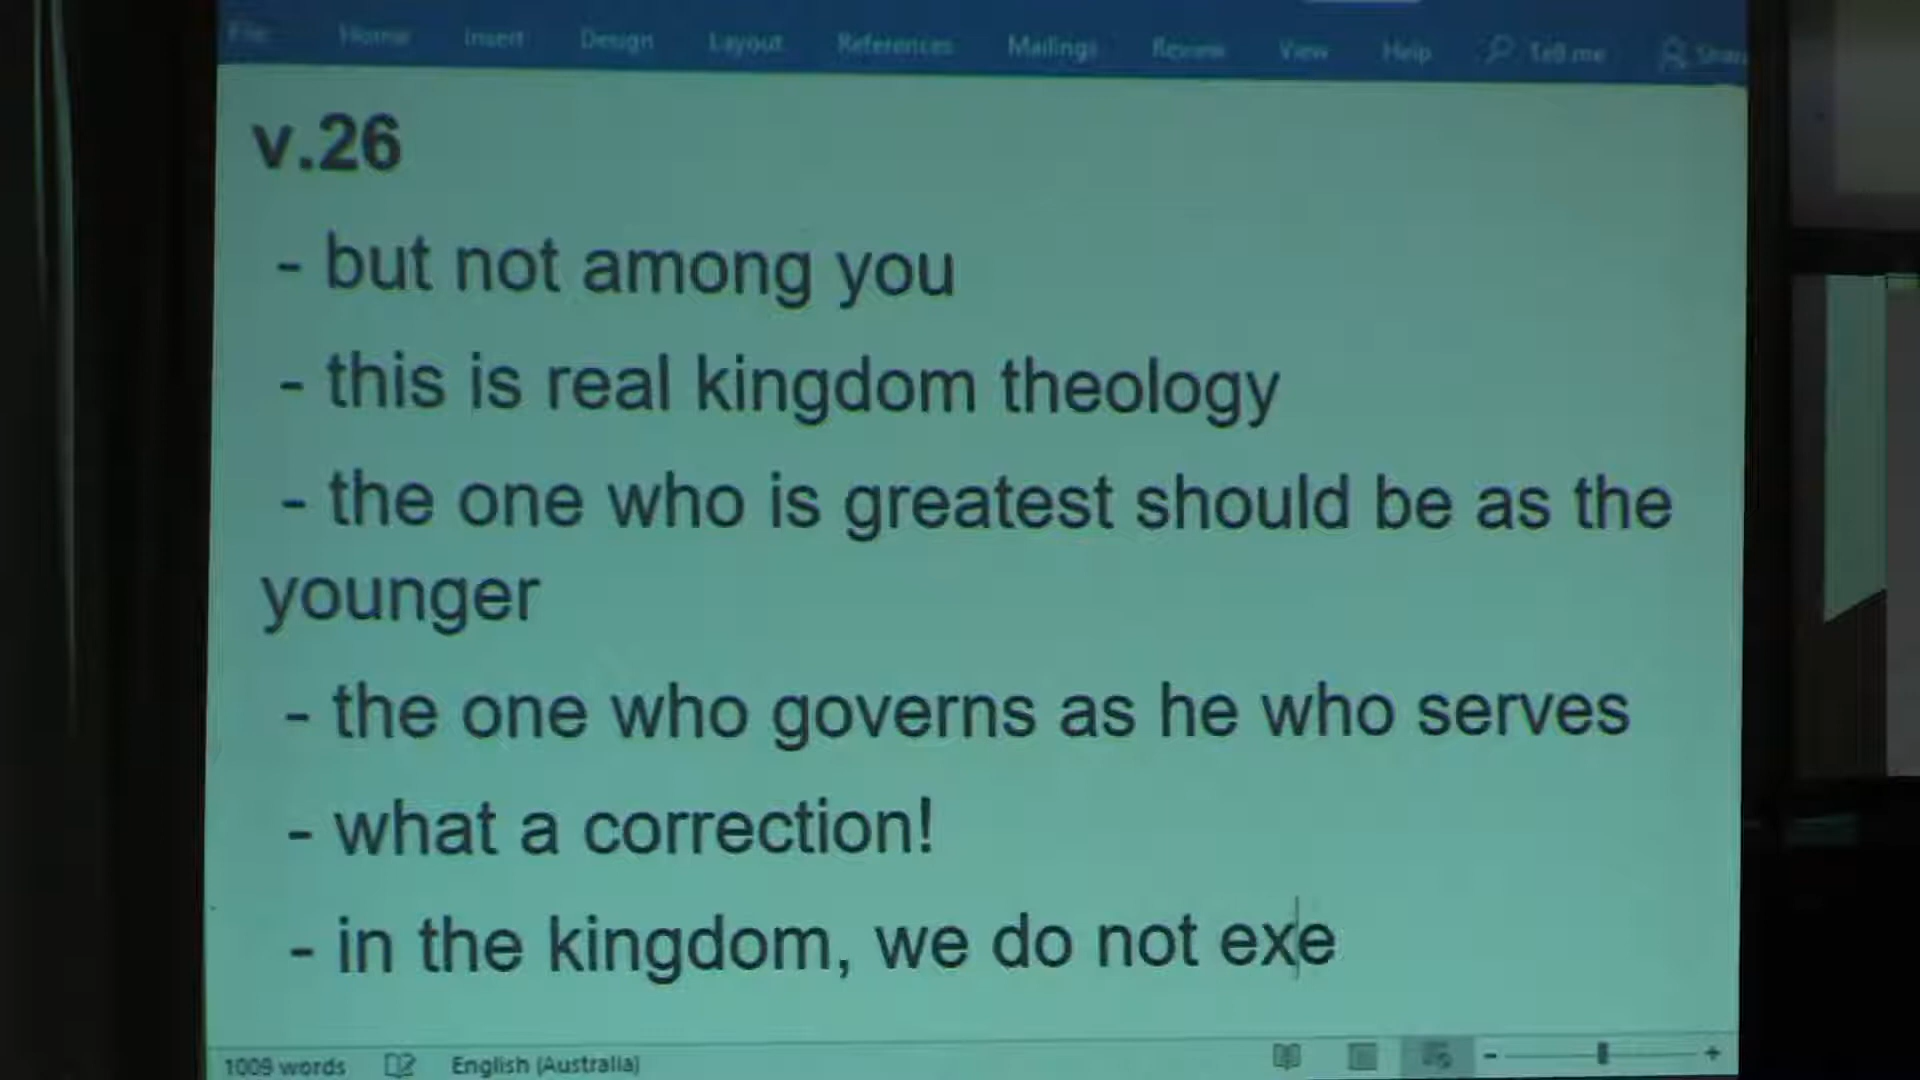 File Home Insert Design Layout References Mailings Review View Help Tell me Share
v.26
- but not among you
- this is real kingdom theology
- the one who is greatest should be as the
younger
- the one who governs as he who serves
- what a correction!
- in the kingdom, we do not exe
1009 words English (Australia)